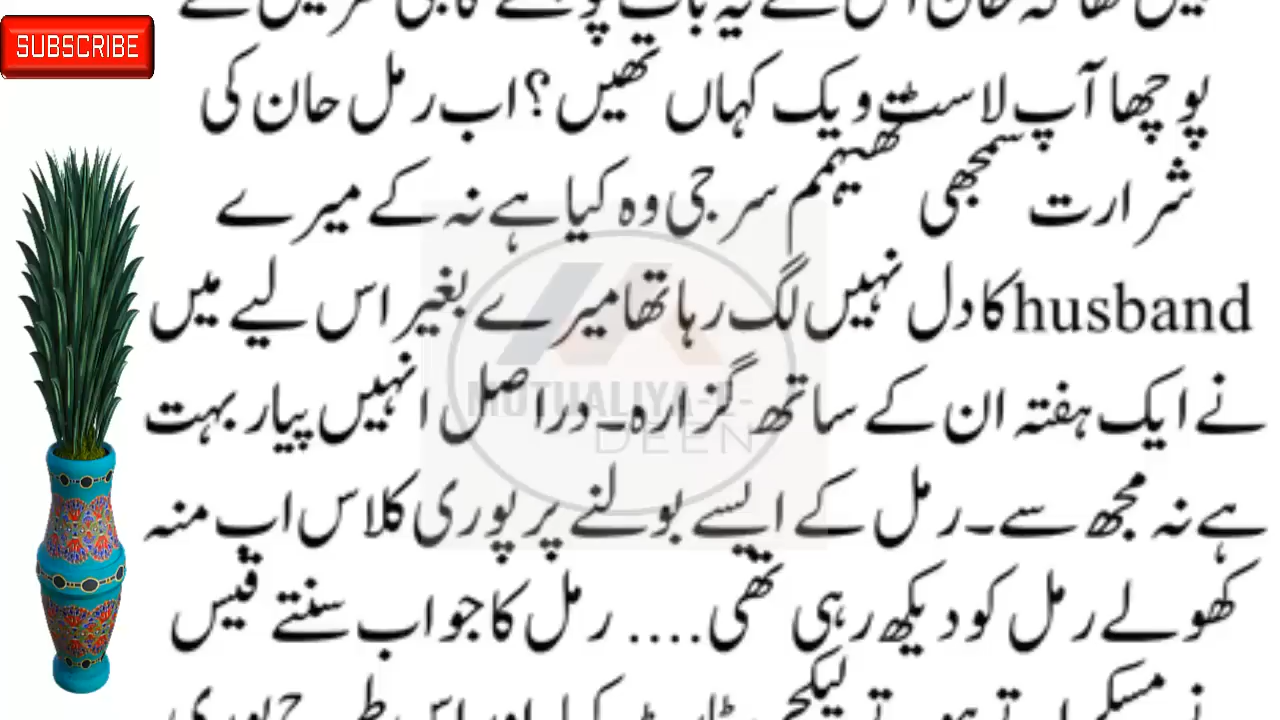 SUBSCRIBE
پوچھا آپ لاسٹ ویک کہاں تھیں؟ اب رمل حان کی
شرارت سمجھی تھیہمم سر جی وہ کیا ہے نہ کے میرے
husband کا دل نہیں لگ رہا تھا میرے بغیر اس لیے میں
نے ایک ہفتہ ان کے ساتھ گزارہ۔ دراصل انہیں پیار بہت
ہے نہ مجھ سے۔ رمل کے ایسے بولنے پر پوری کلاس اب منہ
کھولے رمل کو دیکھ رہی تھی .... رمل کا جواب سنتے قیس
MUTUALIYA-E-
DEEN